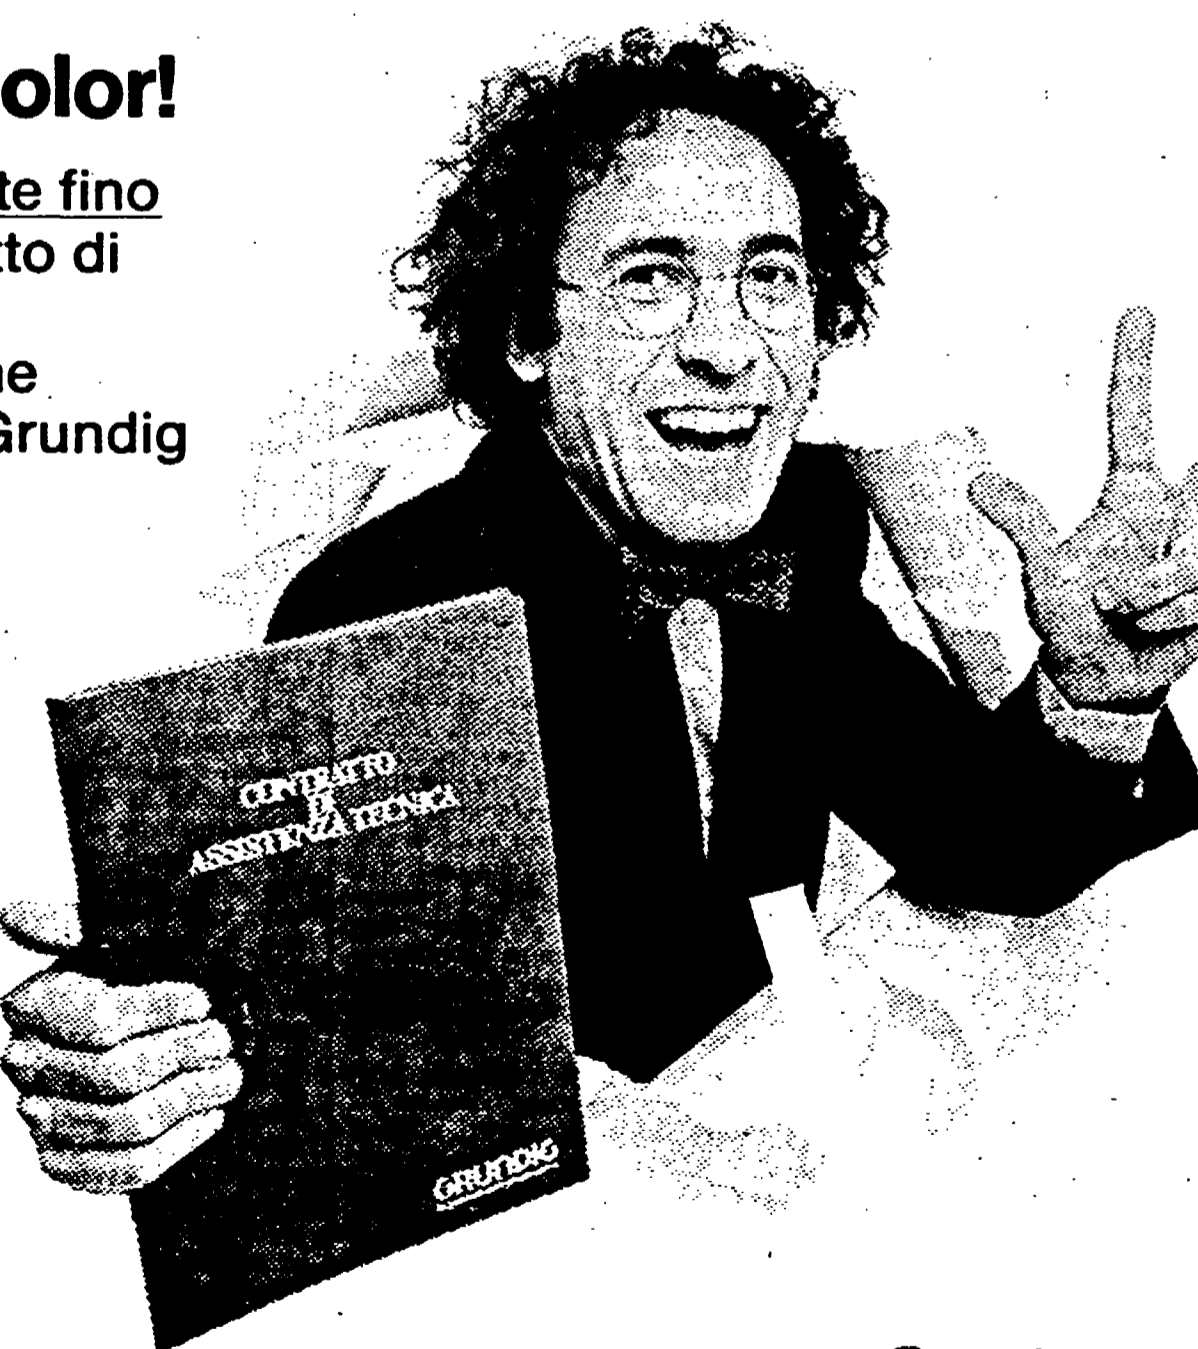 olor!
te fino
tto di
ne
Grundig
CONTRATTO
DI
ASSISTENZA TECNICA
GRUNDIG